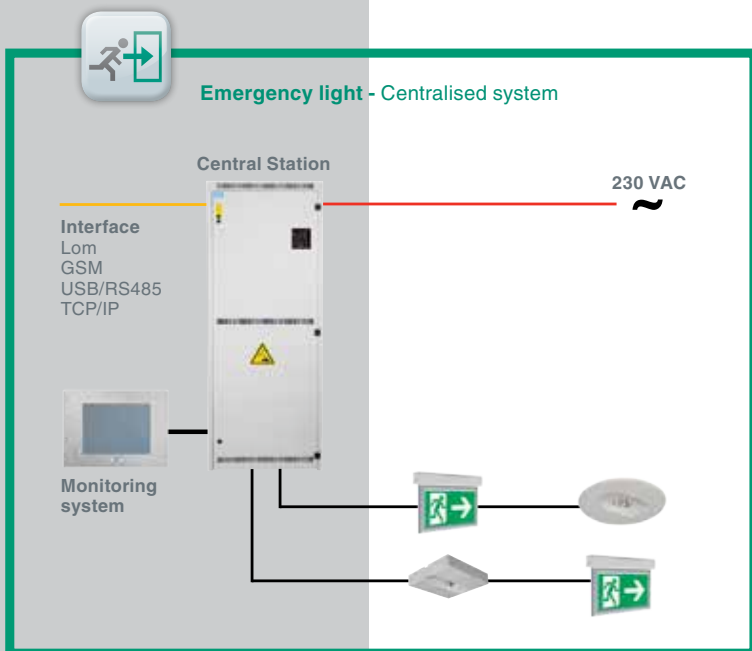 Emergency light - Centralised system
Central Station
230 VAC
~
Interface
Lom
GSM
USB/RS485
TCP/IP
Monitoring
system